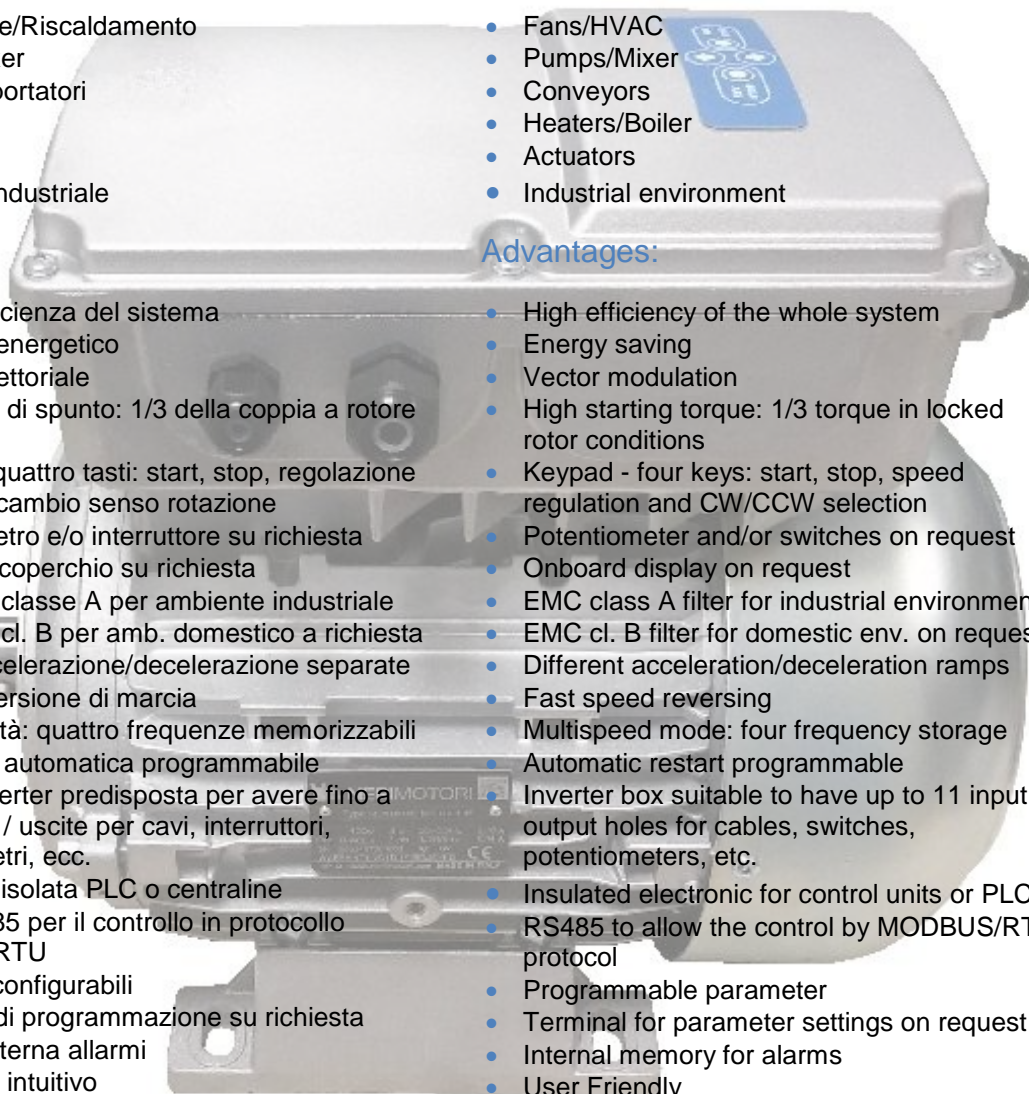 e/Riscaldamento
er
portatori
ndustriale
cienza del sistema
energetico
ettoriale
di spunto: 1/3 della coppia a rotore
quattro tasti: start, stop, regolazione
cambio senso rotazione
etro e/o interruttore su richiesta
coperchio su richiesta
classe A per ambiente industriale
cl. B per amb. domestico a richiesta
celerazione/decelerazione separate
ersione di marcia
tà: quattro frequenze memorizzabili
automatica programmabile
erter predisposta per avere fino a
/ uscite per cavi, interruttori,
etri, ecc.
isolata PLC o centraline
85 per il controllo in protocollo
RTU
configurabili
di programmazione su richiesta
terna allarmi
intuitivo
• Fans/HVAC
• Pumps/Mixer
• Conveyors
• Heaters/Boiler
• Actuators
• Industrial environment
Advantages:
• High efficiency of the whole system
• Energy saving
• Vector modulation
• High starting torque: 1/3 torque in locked
rotor conditions
• Keypad - four keys: start, stop, speed
regulation and CW/CCW selection
• Potentiometer and/or switches on request
• Onboard display on request
• EMC class A filter for industrial environmen
• EMC cl. B filter for domestic env. on reques
• Different acceleration/deceleration ramps
• Fast speed reversing
• Multispeed mode: four frequency storage
• Automatic restart programmable
• Inverter box suitable to have up to 11 input
output holes for cables, switches,
potentiometers, etc.
• Insulated electronic for control units or PLC
• RS485 to allow the control by MODBUS/RT
protocol
• Programmable parameter
• Terminal for parameter settings on request
• Internal memory for alarms
• User Friendly
CE